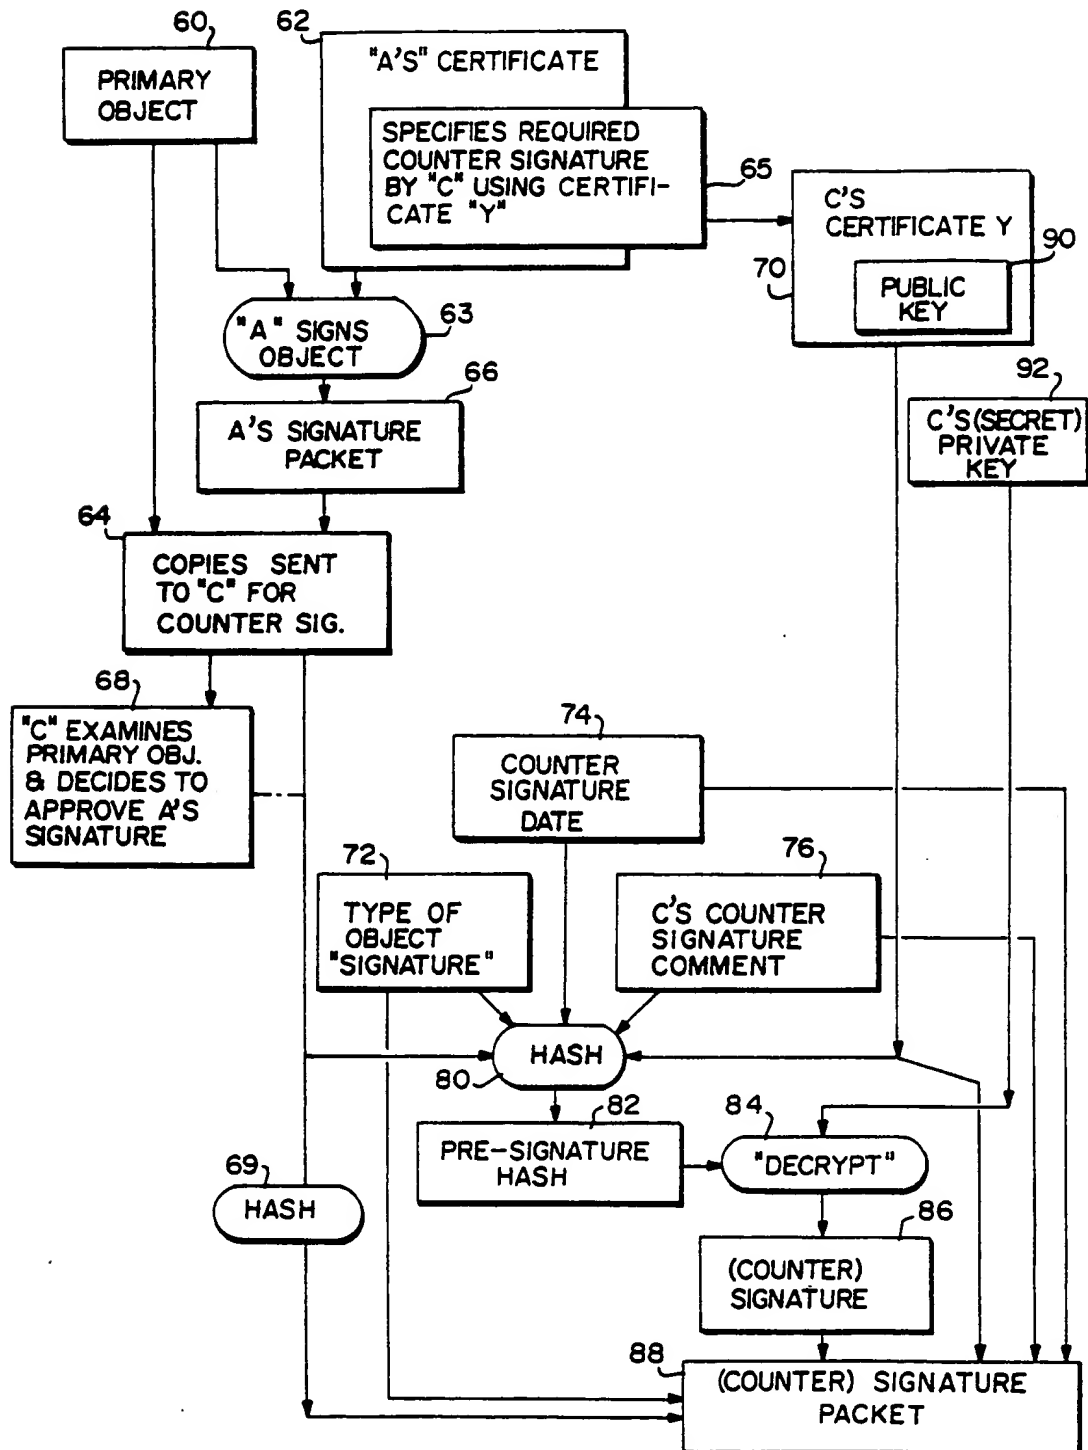 60
PRIMARY
OBJECT
62
"A'S" CERTIFICATE
SPECIFIES REQUIRED
COUNTER SIGNATURE
BY "C" USING CERTIFI-
CATE "Y"
65
C'S
CERTIFICATE Y
70
90
PUBLIC
KEY
"A" SIGNS
OBJECT
63
66
A'S SIGNATURE
PACKET
92
C'S (SECRET)
PRIVATE
KEY
64
COPIES SENT
TO "C" FOR
COUNTER SIG.
68
"C" EXAMINES
PRIMARY OBJ.
& DECIDES TO
APPROVE A'S
SIGNATURE
74
COUNTER
SIGNATURE
DATE
72
TYPE OF
OBJECT
"SIGNATURE"
76
C'S COUNTER
SIGNATURE
COMMENT
HASH
80
82
PRE-SIGNATURE
HASH
84
"DECRYPT"
69
HASH
86
(COUNTER)
SIGNATURE
88
(COUNTER) SIGNATURE
PACKET